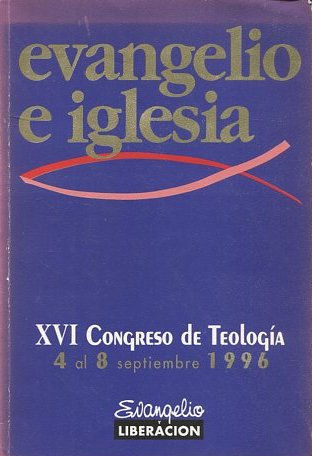 evangelio
e iglesia
XVI Congreso de Teología
4 al 8 septiembre 1996
Evangelio
y
LIBERACION